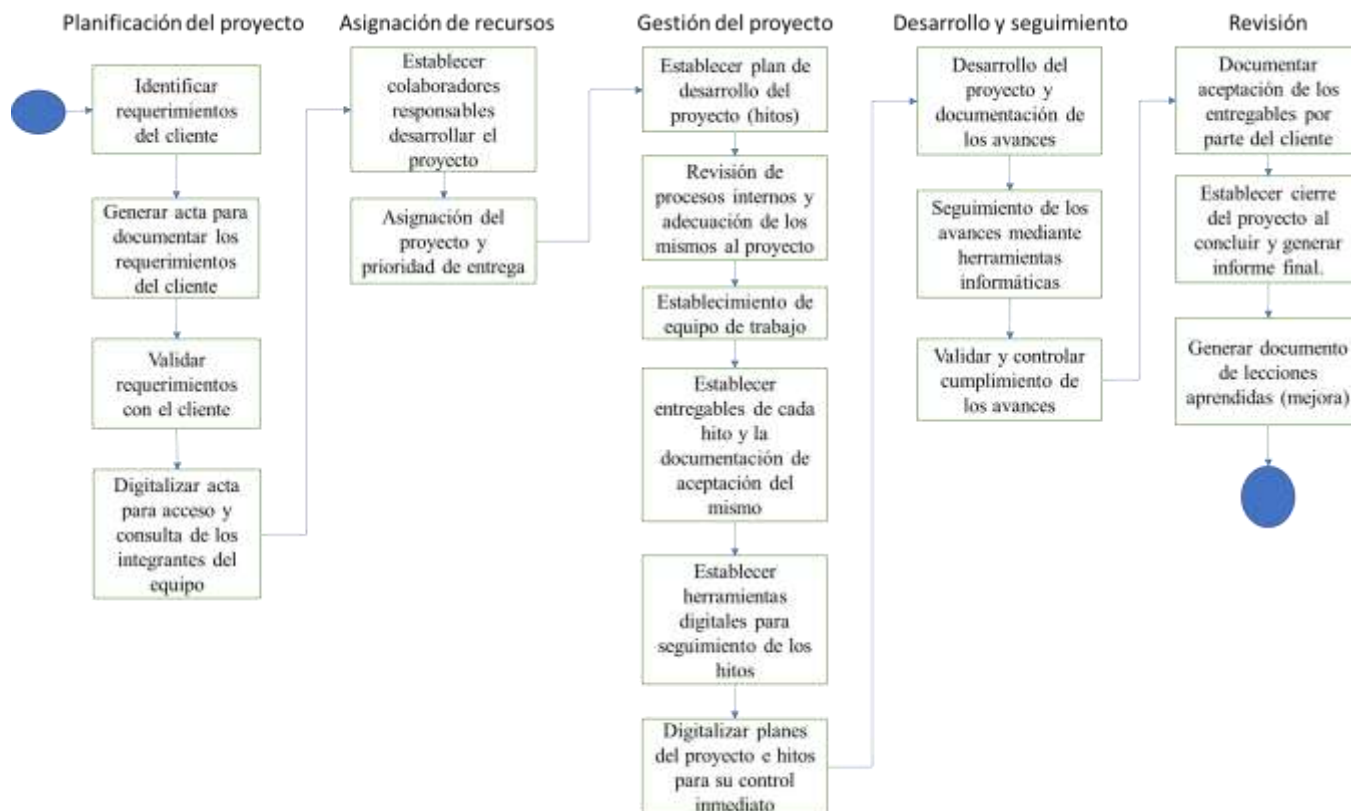 Planificación del proyecto
Identificar
requerimientos
del cliente
Generar acta para
documentar los
requerimientos
del cliente
Validar
requerimientos
con el cliente
Digitalizar acta
para acceso y
consulta de los
integrantes del
equipo
Asignación de recursos
Establecer
colaboradores
responsables
desarrollar el
proyecto
Asignación del
proyecto y
prioridad de entrega
Gestión del proyecto
Establecer plan de
desarrollo del
proyecto (hitos)
Revisión de
procesos internos y
adecuación de los
mismos al proyecto
Establecimiento de
equipo de trabajo
Establecer
entregables de cada
hito y la
documentación de
aceptación del
mismo
Establecer
herramientas
digitales para
seguimiento de los
hitos
Digitalizar planes
del proyecto e hitos
para su control
inmediato
Desarrollo y seguimiento
Desarrollo del
proyecto y
documentación de
los avances
Seguimiento de los
avances mediante
herramientas
informáticas
Validar y controlar
cumplimiento de
los avances
Revisión
Documentar
aceptación de los
entregables por
parte del cliente
Establecer cierre
del proyecto al
concluir y generar
informe final.
Generar documento
de lecciones
aprendidas (mejora)